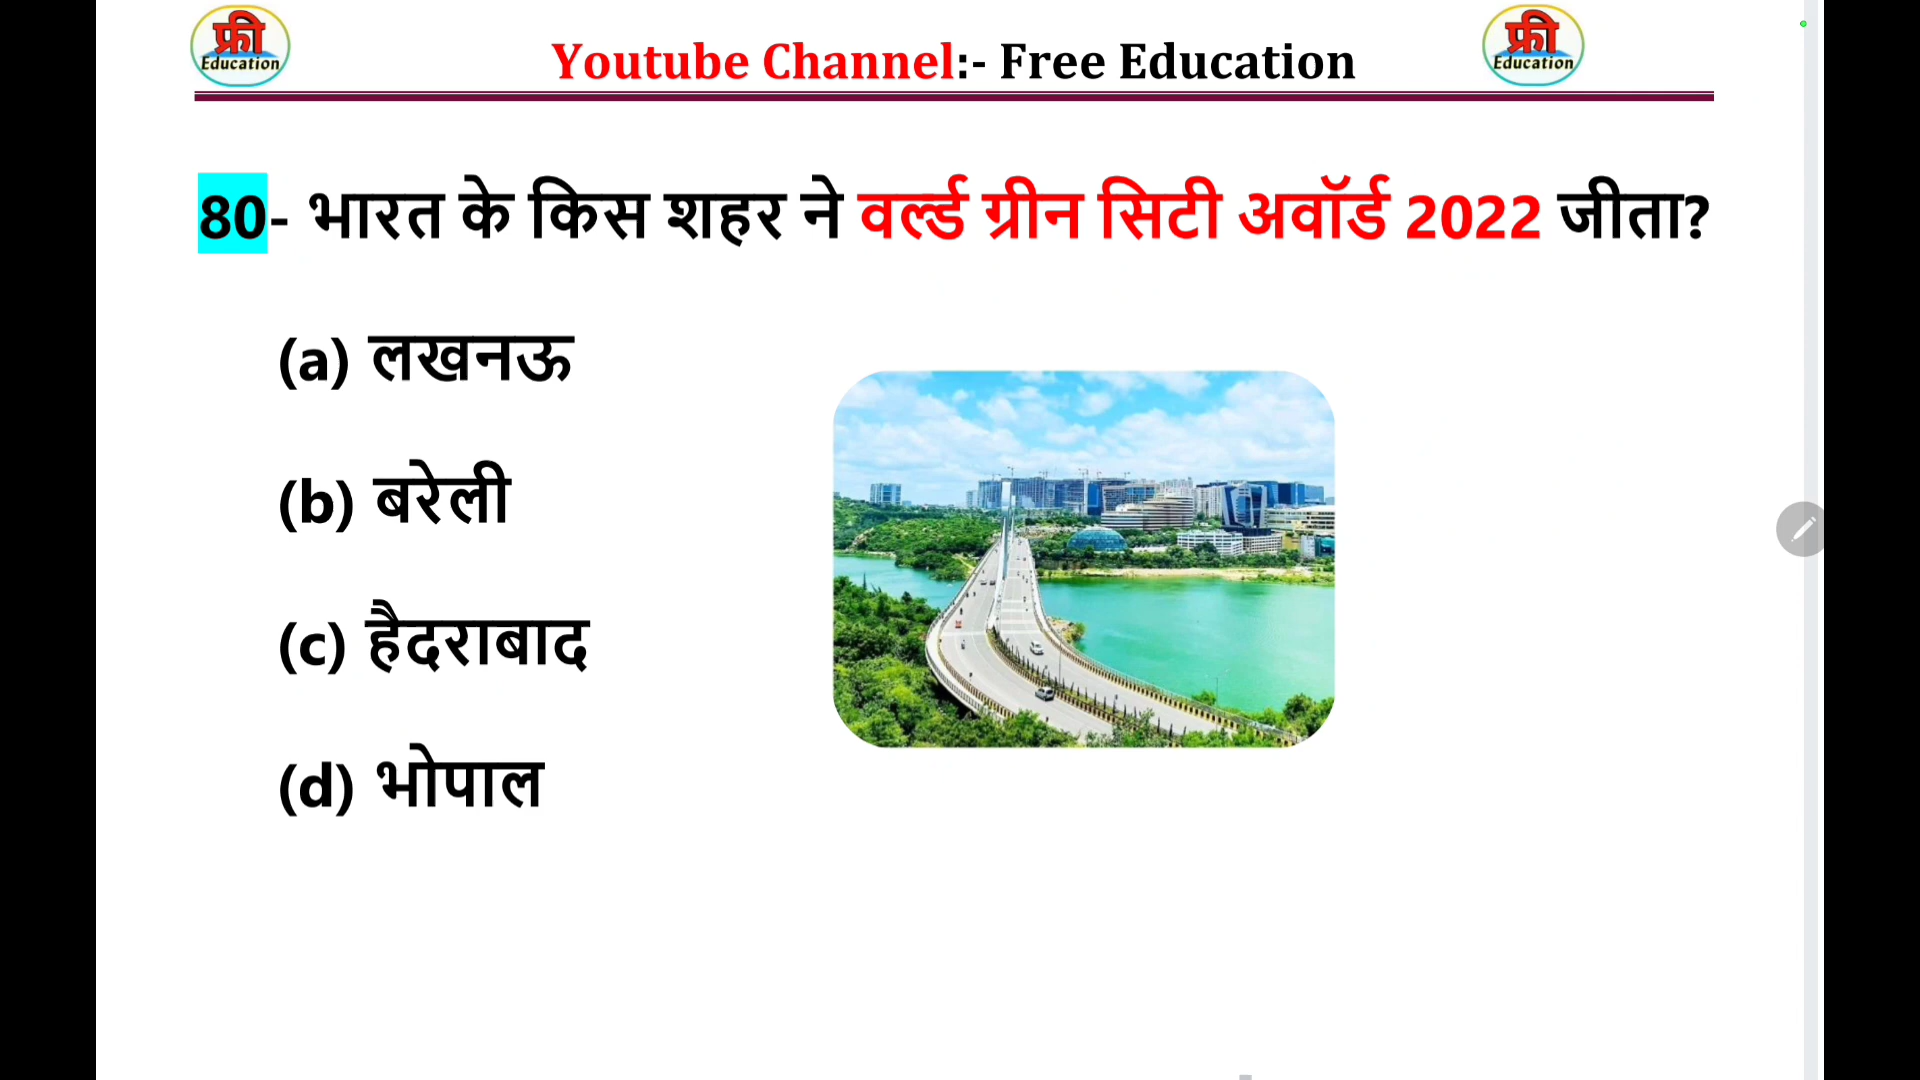 फ्री
Education
Youtube Channel:- Free Education
फ्री
Education
80- भारत के किस शहर ने वर्ल्ड ग्रीन सिटी अवॉर्ड 2022 जीता?
(a) लखनऊ
(b) बरेली
(c) हैदराबाद
(d) भोपाल